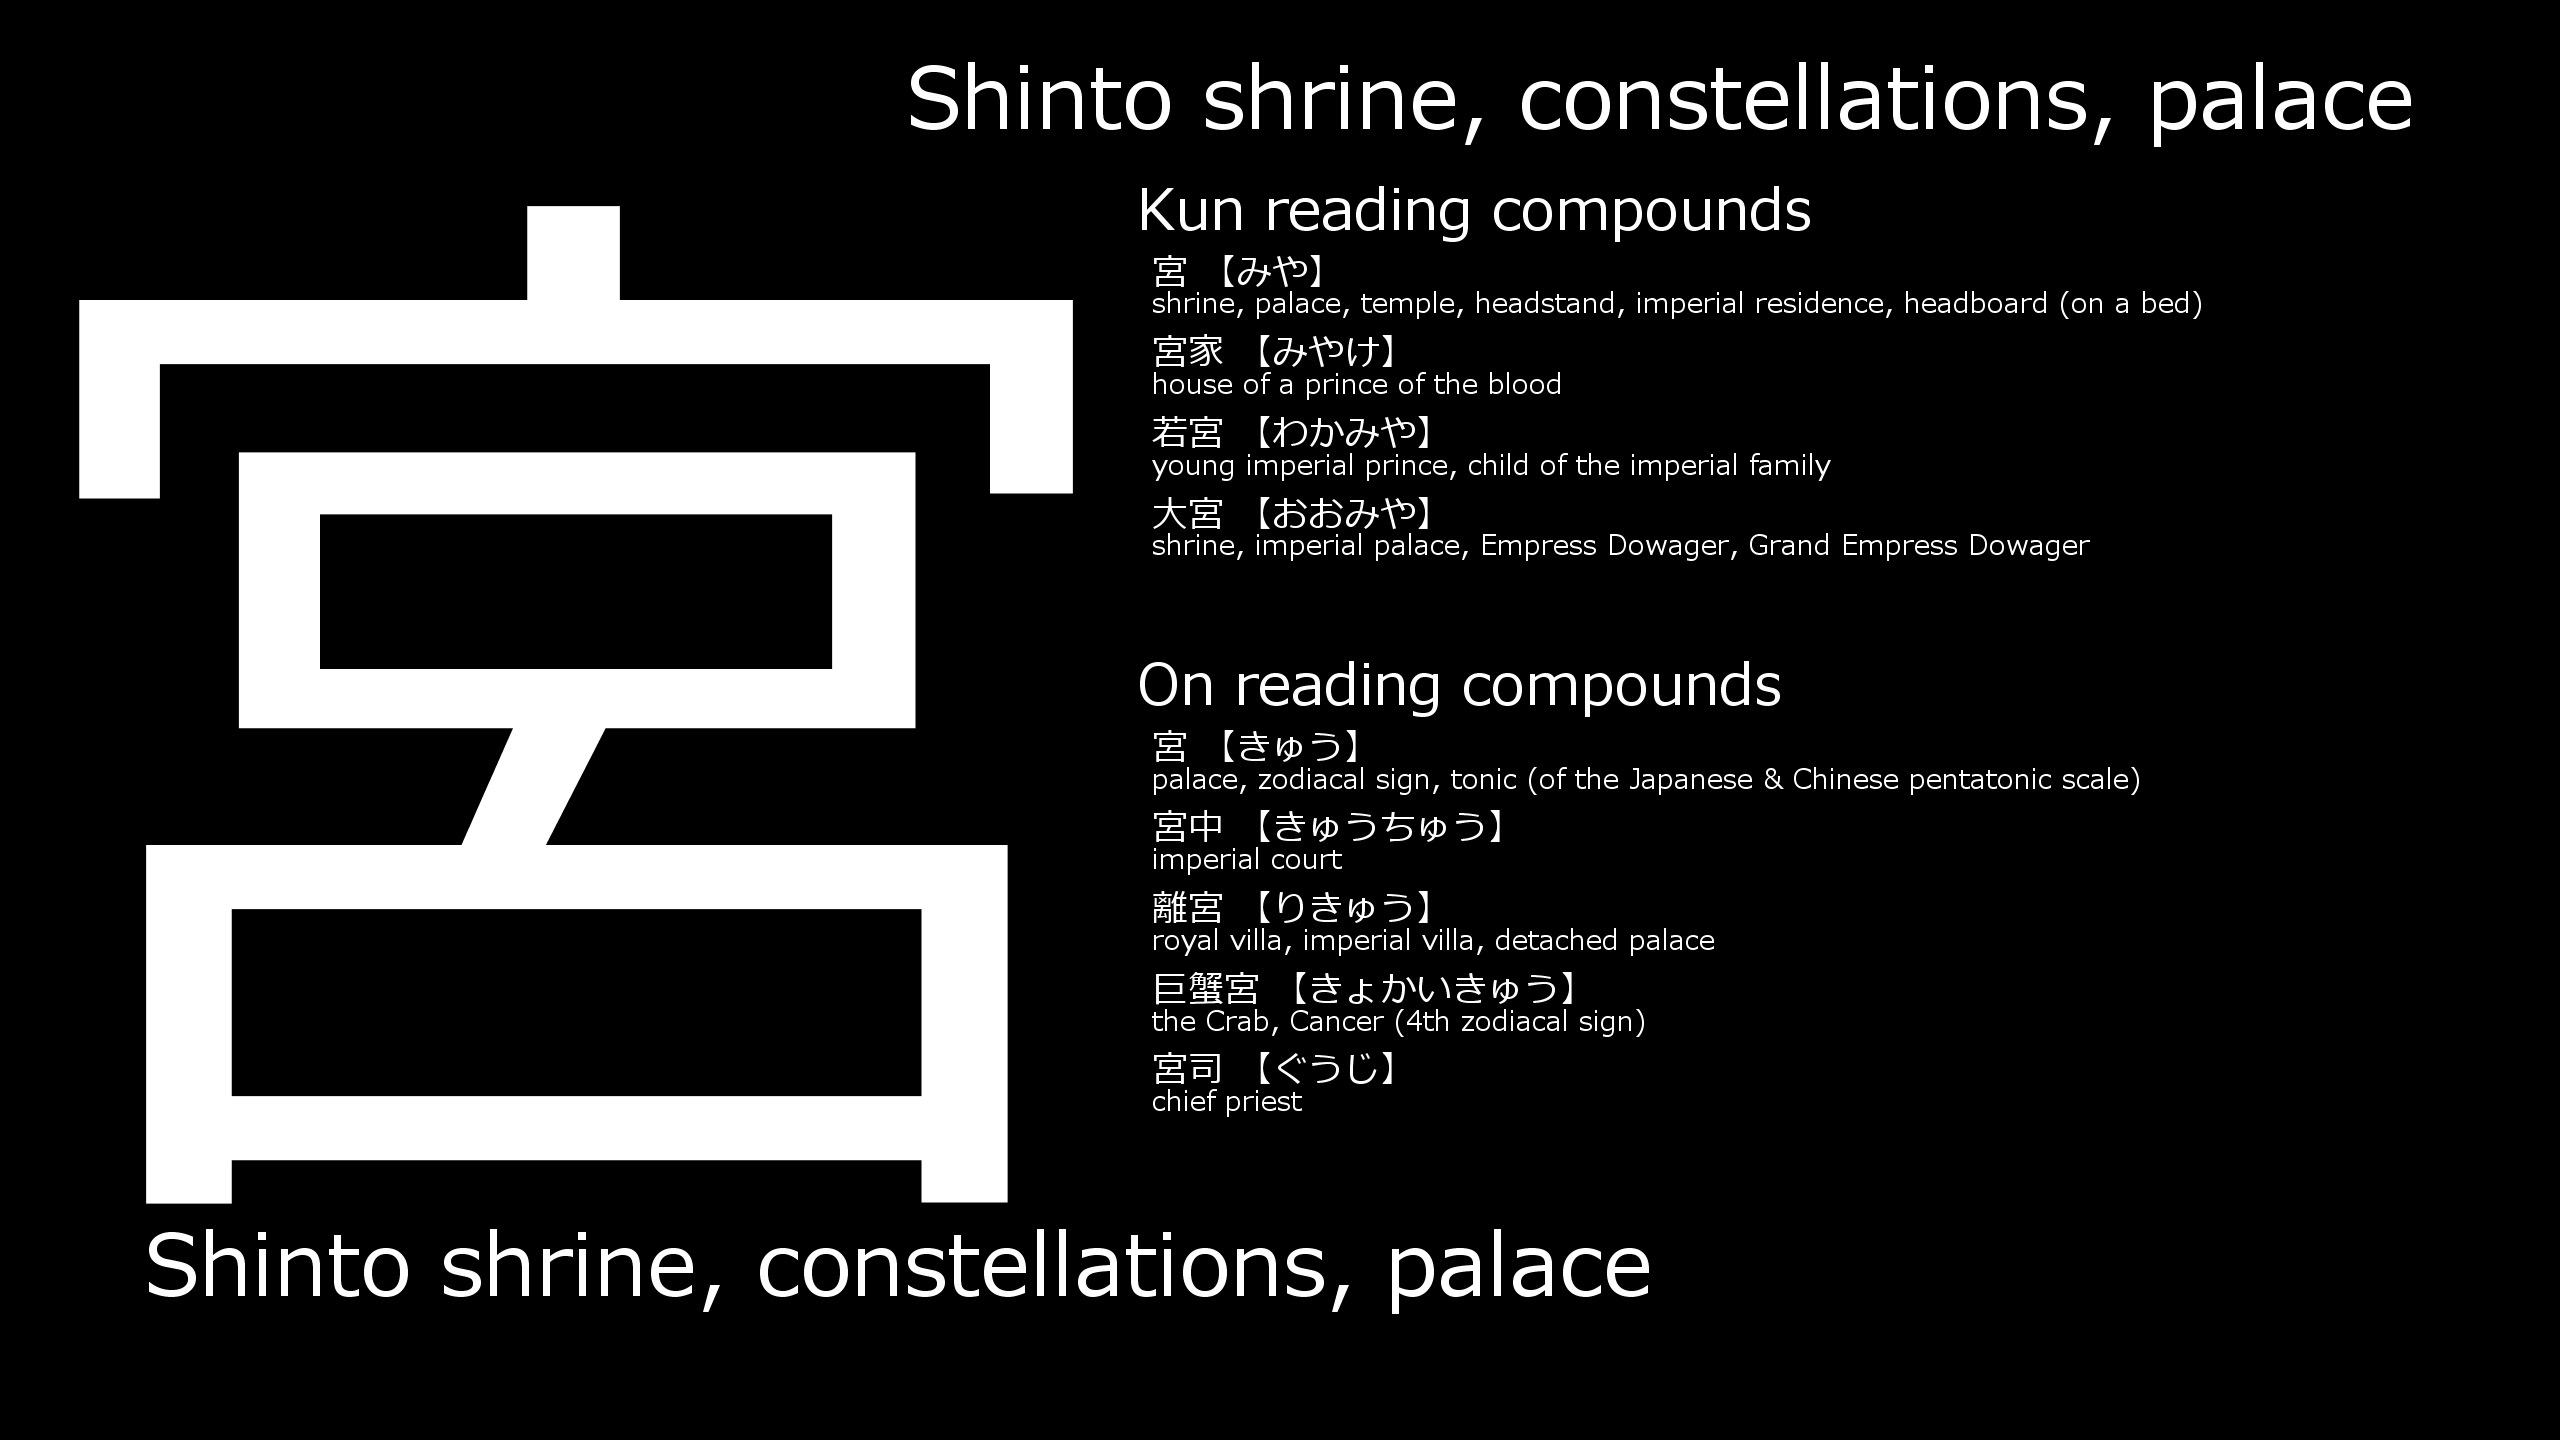 Shinto shrine, constellations, palace
宮
Kun reading compounds
宮 【みや】
shrine, palace, temple, headstand, imperial residence, headboard (on a bed)
宮家 【みやけ】
house of a prince of the blood
若宮 【わかみや】
young imperial prince, child of the imperial family
大宮 【おおみや】
shrine, imperial palace, Empress Dowager, Grand Empress Dowager
On reading compounds
宮 【きゅう】
palace, zodiacal sign, tonic (of the Japanese & Chinese pentatonic scale)
宮中 【きゅうちゅう】
imperial court
離宮 【りきゅう】
royal villa, imperial villa, detached palace
巨蟹宮 【きょかいきゅう】
the Crab, Cancer (4th zodiacal sign)
宮司 【ぐうじ】
chief priest
Shinto shrine, constellations, palace